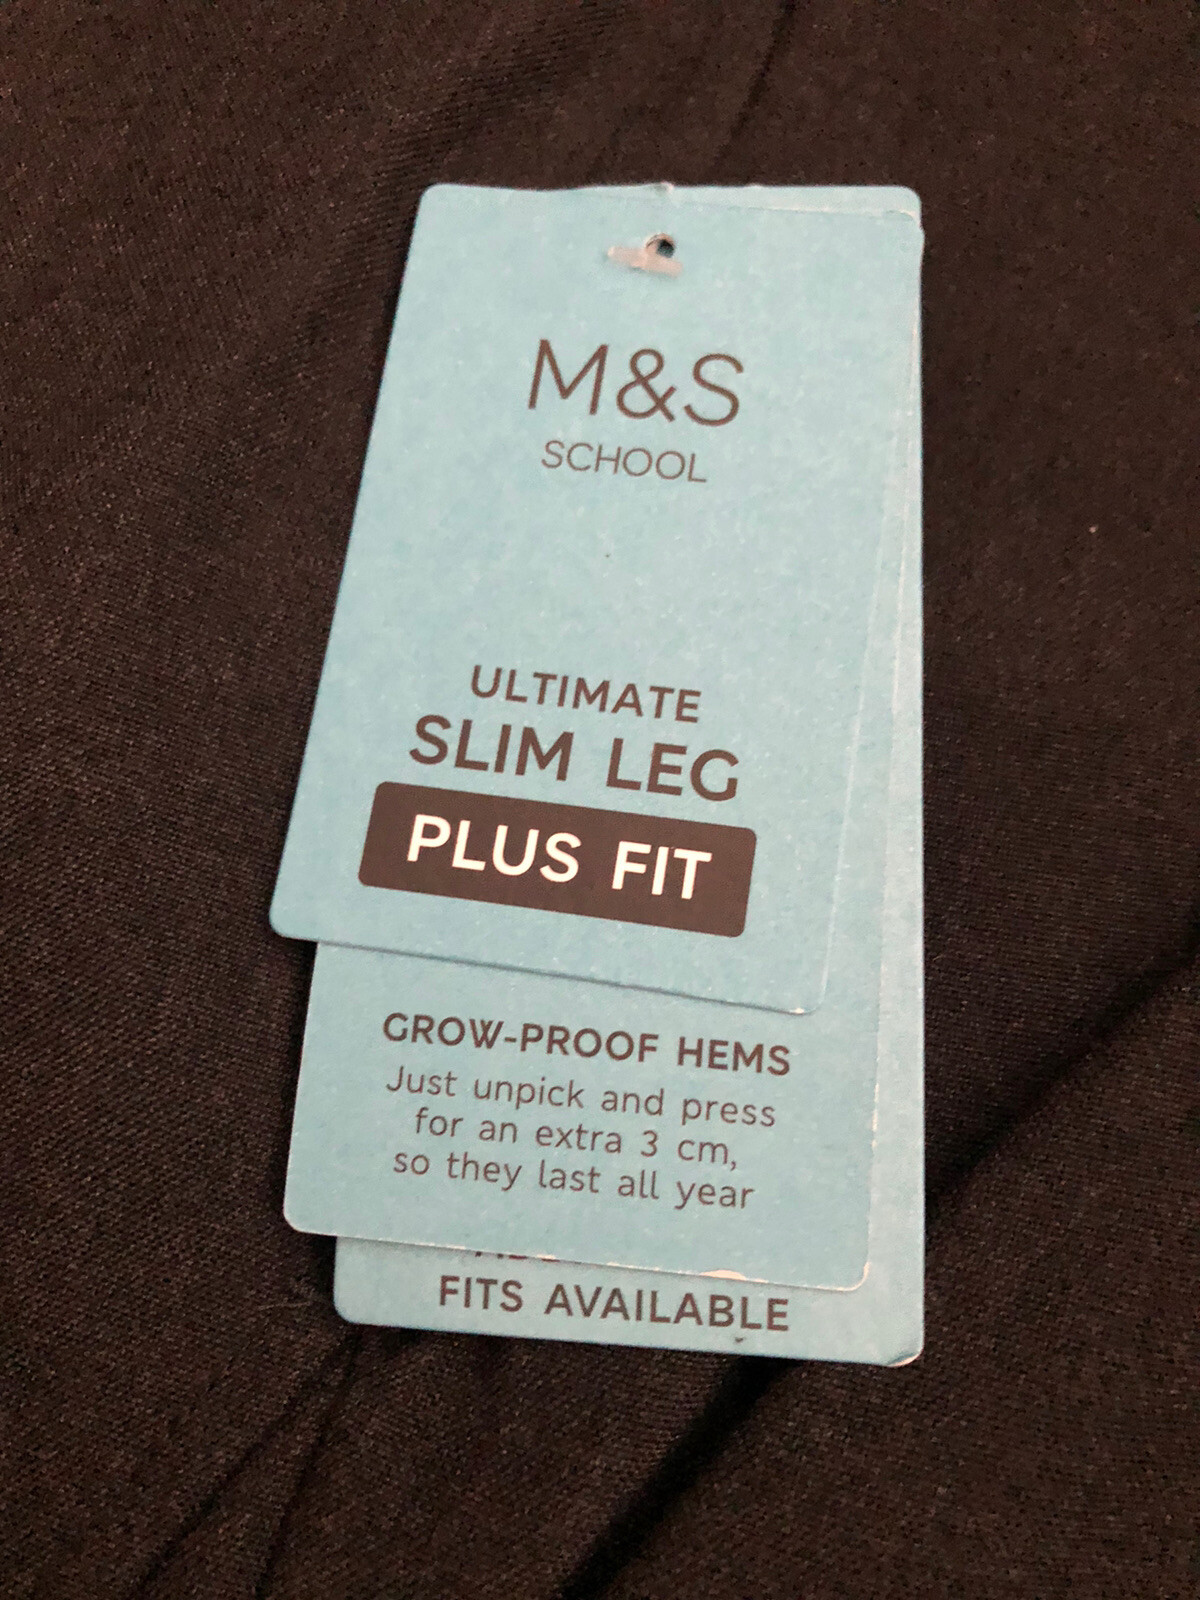 M&S
SCHOOL
ULTIMATE
SLIM LEG
PLUS FIT
GROW-PROOF HEMS
Just unpick and press
for an extra 3 cm,
so they last all year
FITS AVAILABLE